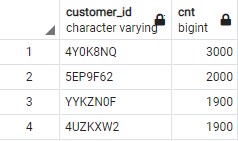 customer_id cnt
character varying bigint
1 4Y0K8NQ 3000
2 5EP9F62 2000
3 YYKZN0F 1900
4 4UZKXW2 1900